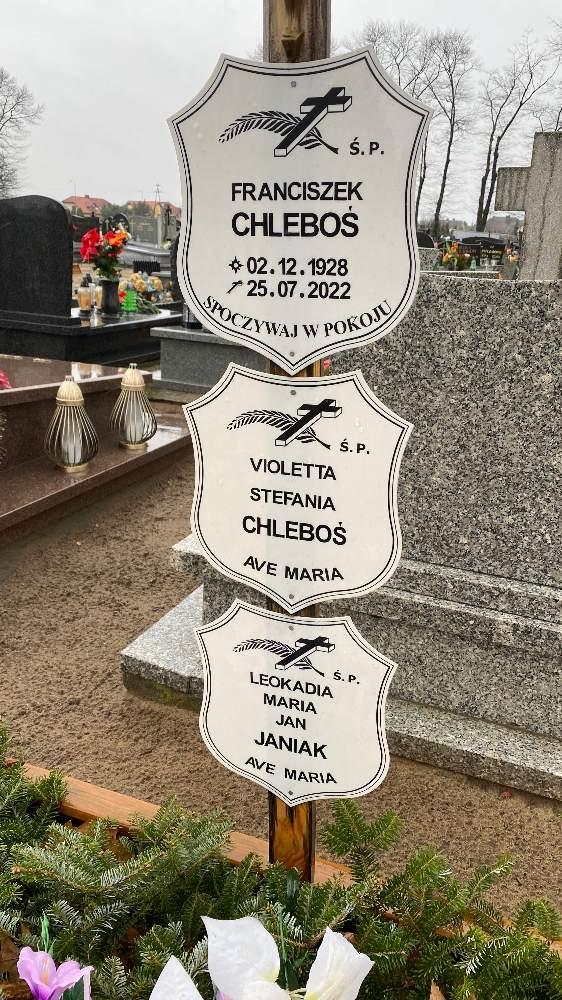 Ś.P.
FRANCISZEK
CHLEBOŚ
02.12.1928
25.07.2022
SPOCZYWAJ W POKOJU
Ś.P.
VIOLETTA
STEFANIA
CHLEBOŚ
AVE MARIA
Ś.P.
LEOKADIA
MARIA
JAN
JANIAK
AVE MARIA